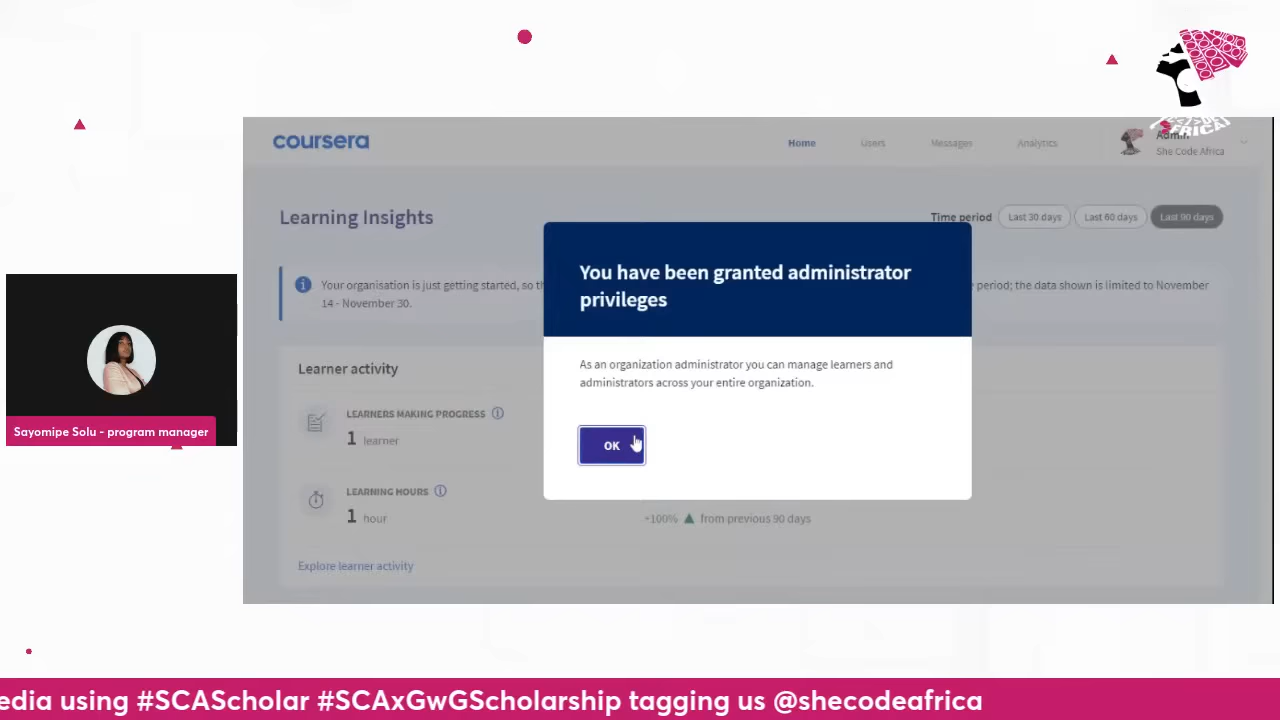 coursera
Home
Users
Messages
Analytics
Admin
She Code Africa
AFRICA
Learning Insights
Time period
Last 30 days
Last 60 days
Last 90 days
You have been granted administrator
privileges
Your organisation is just getting started, so th
period; the data shown is limited to November
14 - November 30.
As an organization administrator you can manage learners and
administrators across your entire organization.
OK
Learner activity
LEARNERS MAKING PROGRESS
1 learner
LEARNING HOURS
1 hour
+100% ▲ from previous 90 days
Explore learner activity
Sayomipe Solu - program manager
edia using #SCAScholar #SCAxGwGScholarship tagging us @shecodeafrica